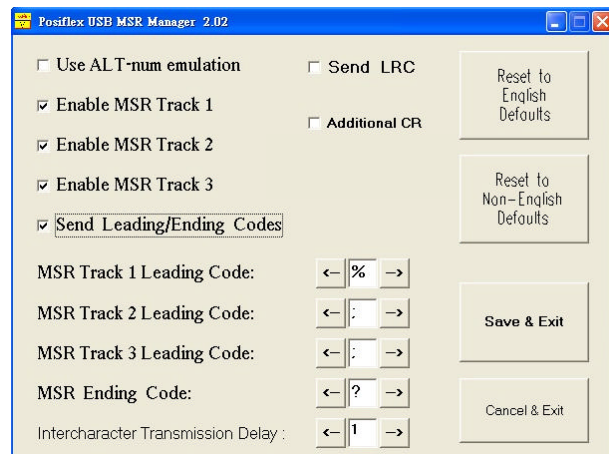 Posiflex USB MSR Manager 2.02
Use ALT-num emulation
Send LRC
Enable MSR Track 1
Additional CR
Enable MSR Track 2
Enable MSR Track 3
Send Leading/Ending Codes
Reset to
English
Defaults
Reset to
Non-English
Defaults
MSR Track 1 Leading Code: <- % ->
MSR Track 2 Leading Code: <- ; ->
MSR Track 3 Leading Code: <- ; ->
MSR Ending Code: <- ? ->
Intercharacter Transmission Delay : <- 1 ->
Save & Exit
Cancel & Exit